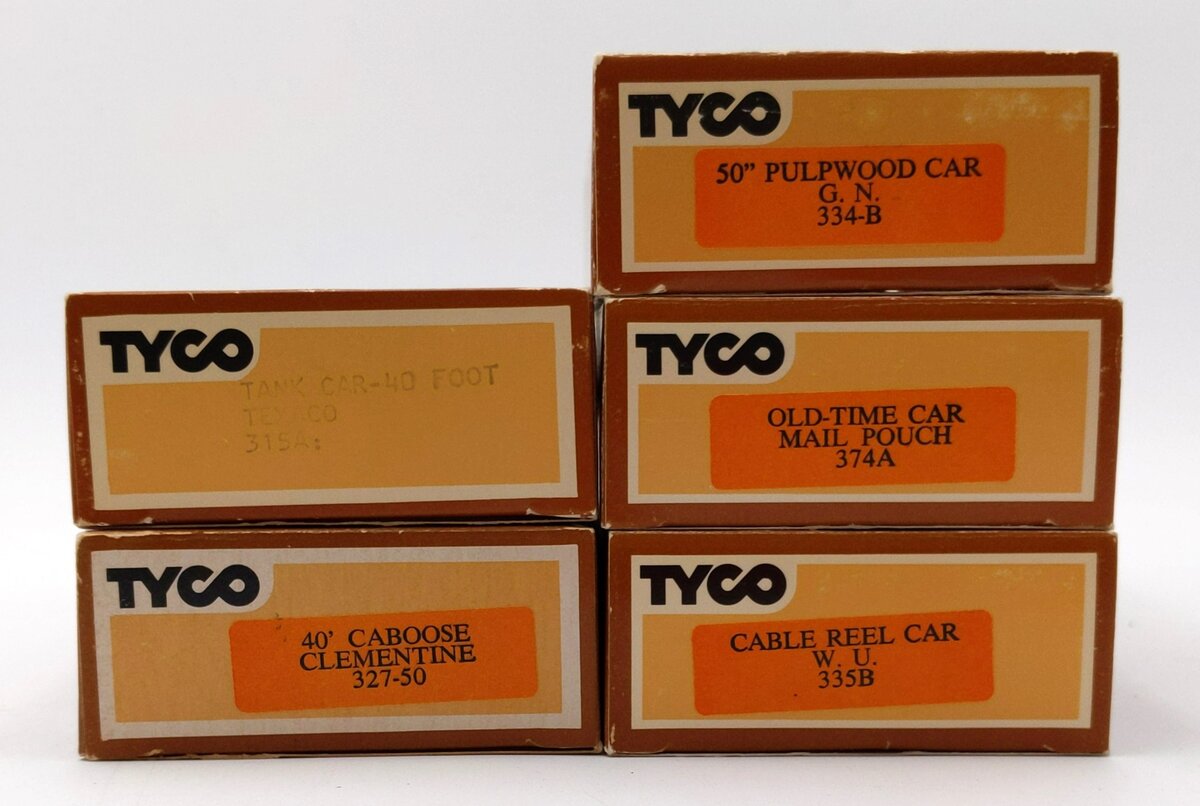 TYCO
50” PULPWOOD CAR
G. N.
334-B
TYCO
TANK CAR-40 FOOT
TEXACO
315A:
TYCO
OLD-TIME CAR
MAIL POUCH
374A
TYCO
40’ CABOOSE
CLEMENTINE
327-50
TYCO
CABLE REEL CAR
W. U.
335B